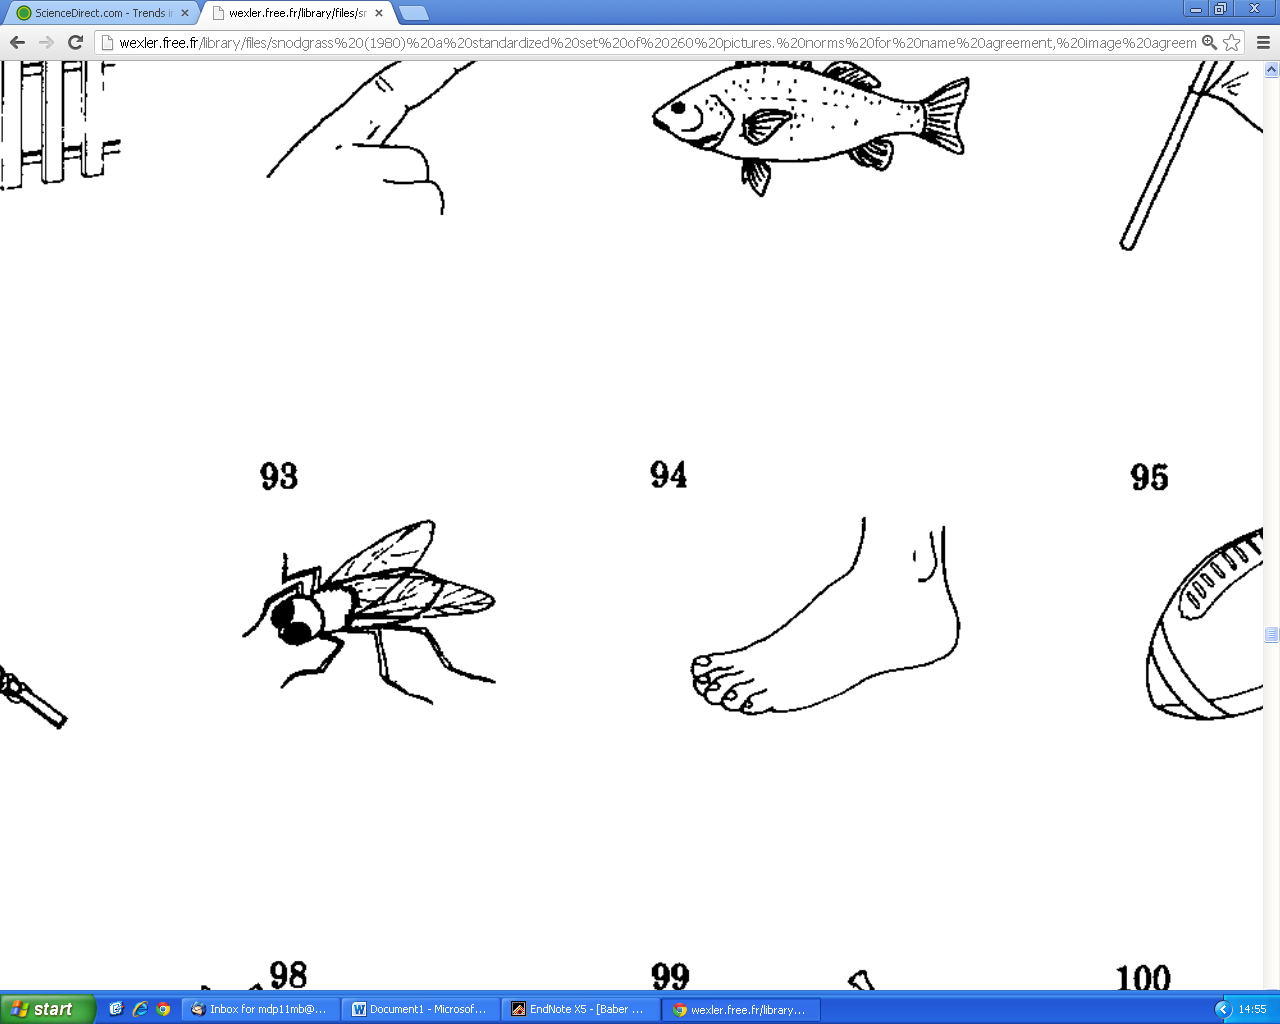 ScienceDirect.com - Trends i
wexler.free.fr/library/files/s
wexler.free.fr/library/files/snodgrass%20(1980)%20a%20standardized%20set%20of%20260%20pictures.%20norms%20for%20name%20agreement,%20image%20agreem
93 94 95
98 99 100
start Inbox for mdp11mb@... Document1 - Microsof... EndNote X5 - [Baber ... wexler.free.fr/library... 14:55